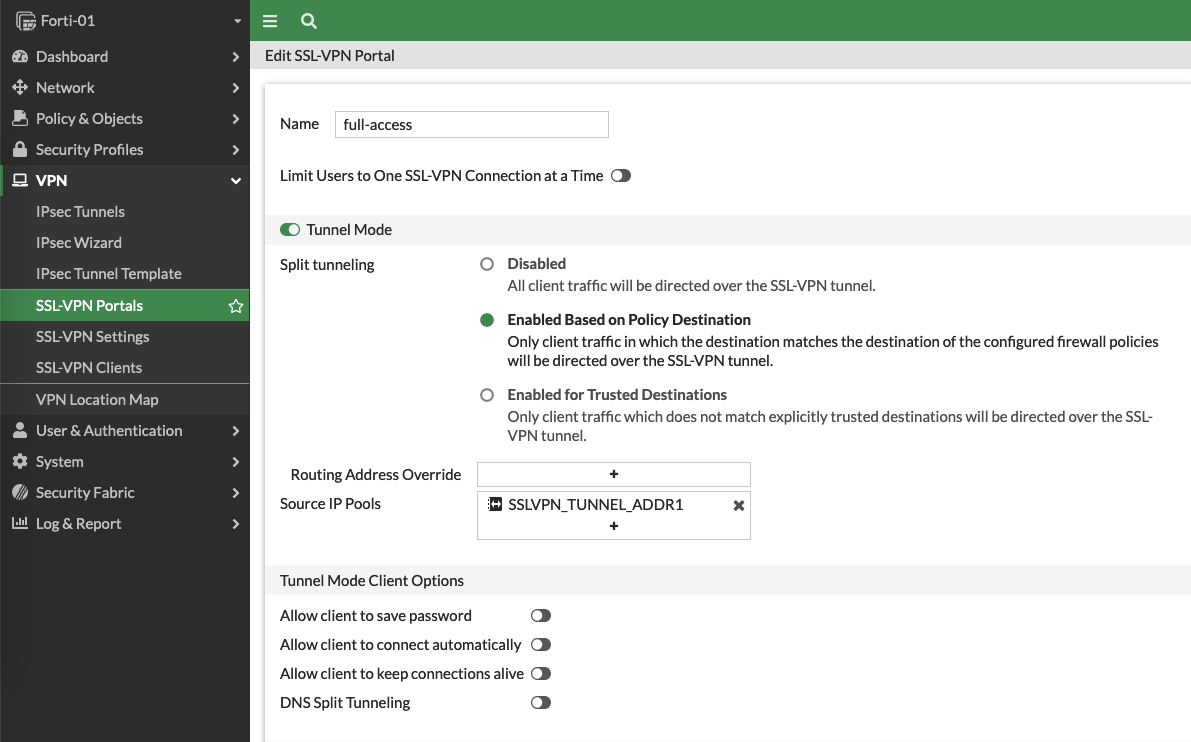 Forti-01
Dashboard
Network
Policy & Objects
Security Profiles
VPN
IPsec Tunnels
IPsec Wizard
IPsec Tunnel Template
SSL-VPN Portals
SSL-VPN Settings
SSL-VPN Clients
VPN Location Map
User & Authentication
System
Security Fabric
Log & Report
Edit SSL-VPN Portal
Name full-access
Limit Users to One SSL-VPN Connection at a Time
Tunnel Mode
Split tunneling
Disabled
All client traffic will be directed over the SSL-VPN tunnel.
Enabled Based on Policy Destination
Only client traffic in which the destination matches the destination of the configured firewall policies
will be directed over the SSL-VPN tunnel.
Enabled for Trusted Destinations
Only client traffic which does not match explicitly trusted destinations will be directed over the SSL-
VPN tunnel.
Routing Address Override
Source IP Pools SSLVPN_TUNNEL_ADDR1
Tunnel Mode Client Options
Allow client to save password
Allow client to connect automatically
Allow client to keep connections alive
DNS Split Tunneling